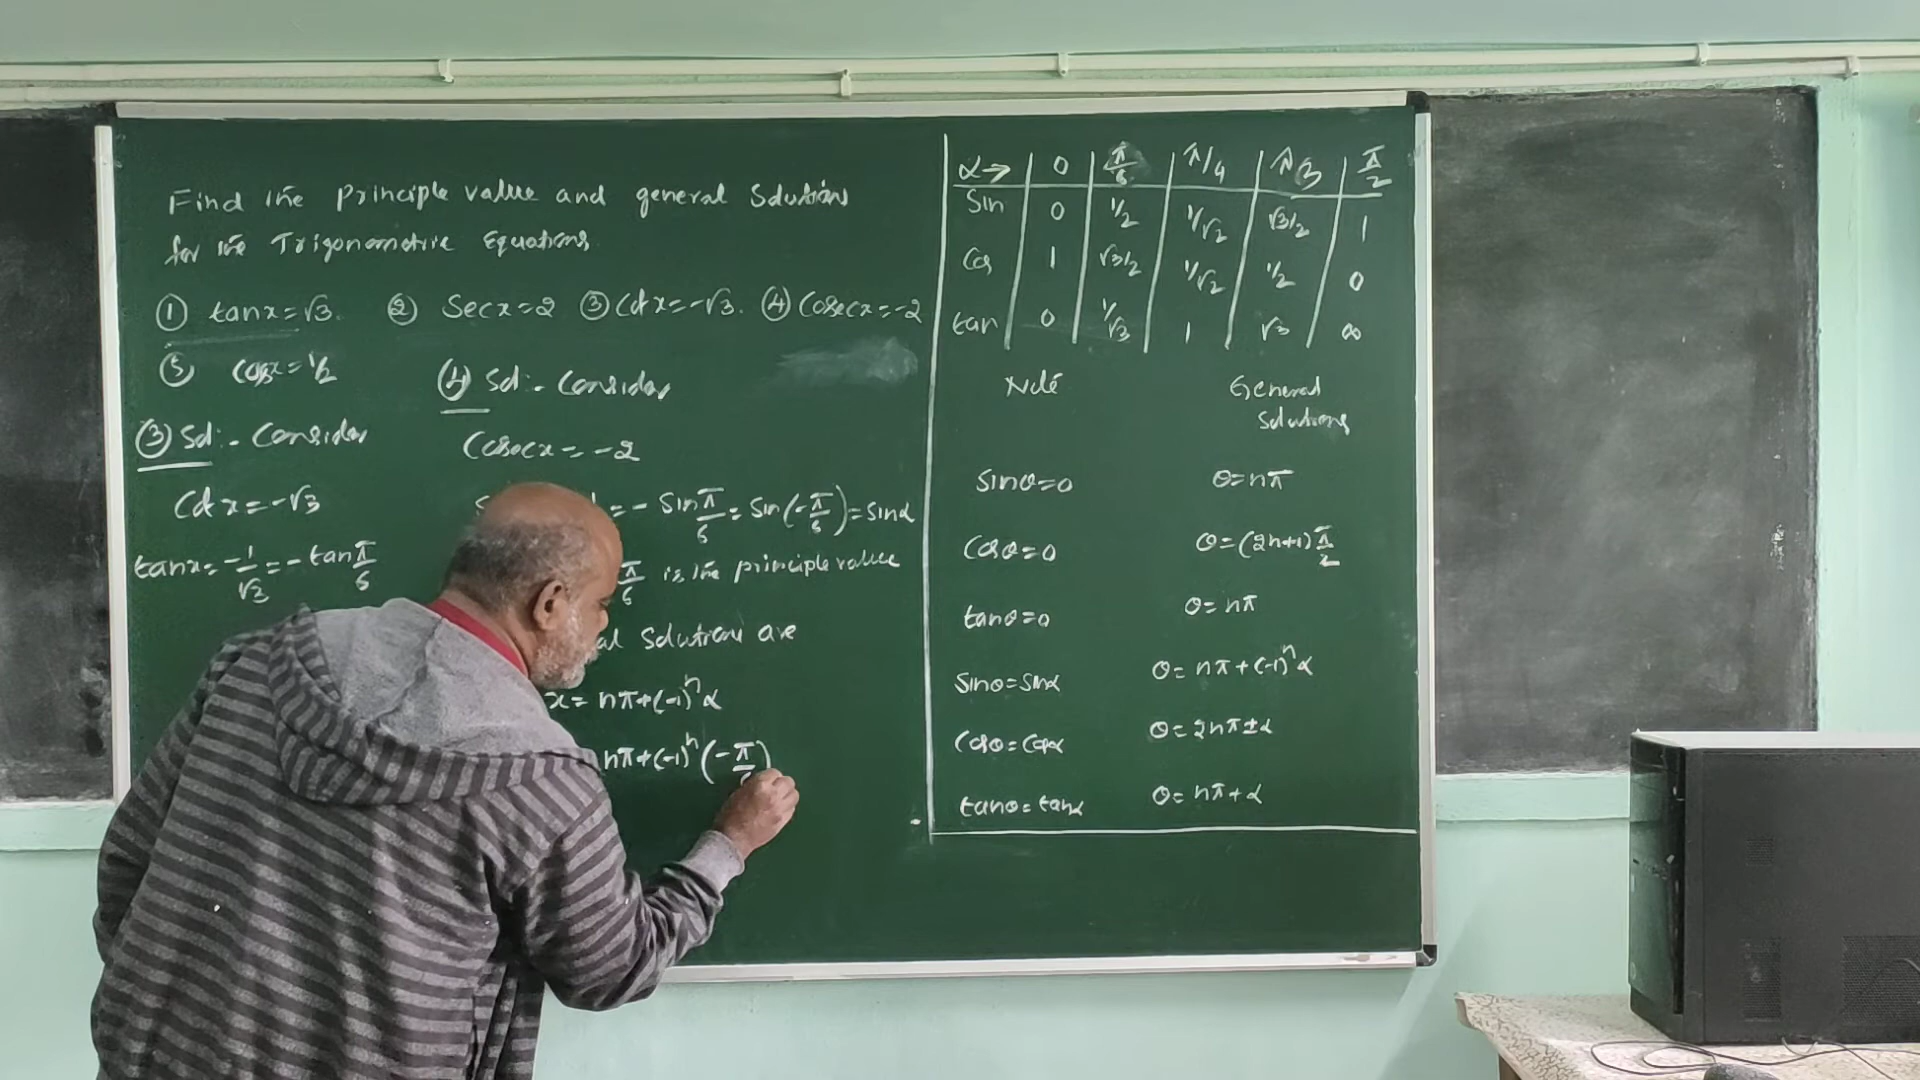 Find the Principle value and general Solutions
for the Trigonometric Equations
① tanx=√3. ② Secx=2 ③ Cotx=-√3. ④ Cosecx=-2
⑤ Cosx=1/2
③ Sol:- Consider
Cot x=-√3
tanx=-1/√3=-tan π/6
④ Sol:- Consider
Cosecx=-2
=- Sin π/6 = Sin(-π/6)=Sinα
π/6 is the principle value
Solutions are
x= nπ+(-1)^n α
nπ+(-1)^n (-π/6)
α→ | 0 | π/6 | π/4 | π/3 | π/2
Sin | 0 | 1/2 | 1/√2 | √3/2 | 1
Cos | 1 | √3/2 | 1/√2 | 1/2 | 0
tan | 0 | 1/√3 | 1 | √3 | ∞
Note General
Solutions
Sinθ=0 θ=nπ
Cosθ=0 θ=(2n+1)π/2
tanθ=0 θ=nπ
Sinθ=Sinα θ= nπ+(-1)^n α
Cosθ=Cosα θ= 2nπ±α
tanθ=tanα θ= nπ+α